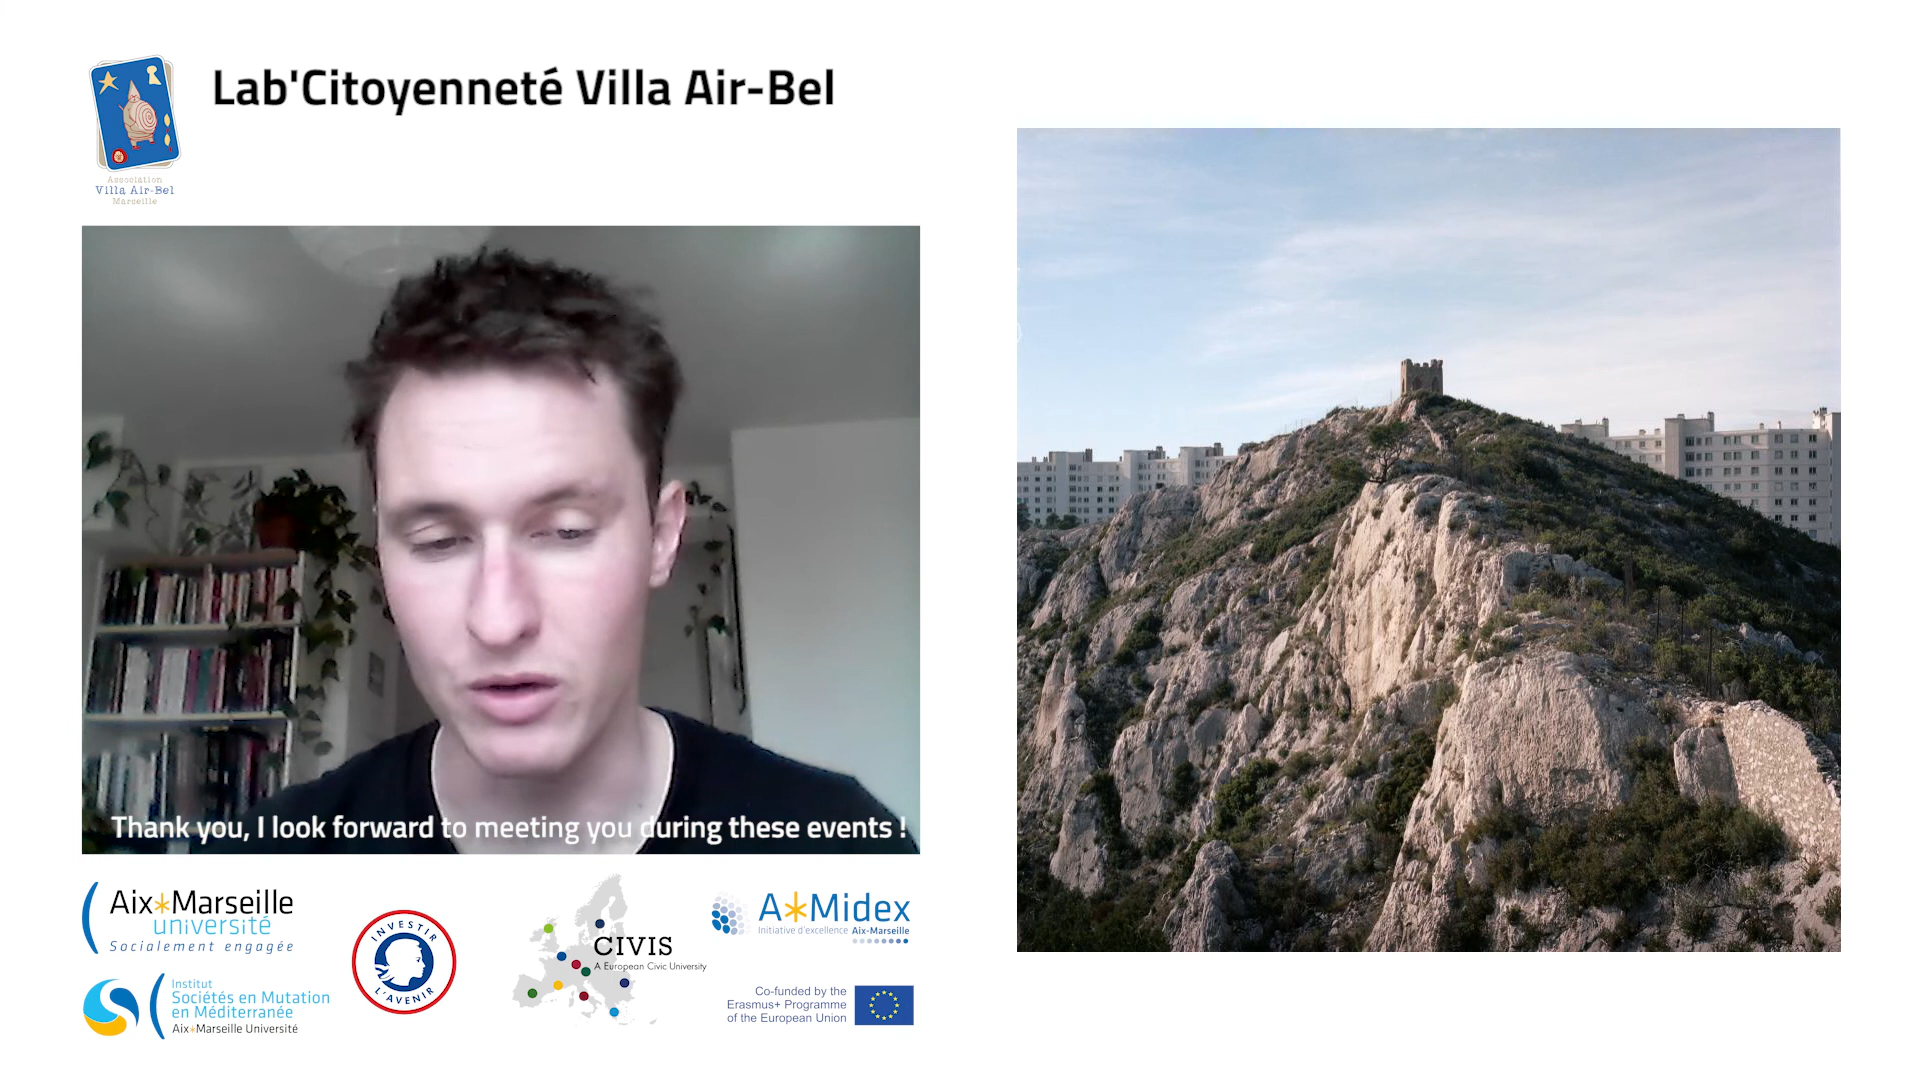 Lab'Citoyenneté Villa Air-Bel
Association
Villa Air-Bel
Marseille
Thank you, I look forward to meeting you during these events !
Aix*Marseille
université
Socialement engagée
INVESTIR
L'AVENIR
CIVIS
A European Civic University
A*Midex
Initiative d'excellence Aix-Marseille
Institut
Sociétés en Mutation
en Méditerranée
Aix*Marseille Université
Co-funded by the
Erasmus+ Programme
of the European Union